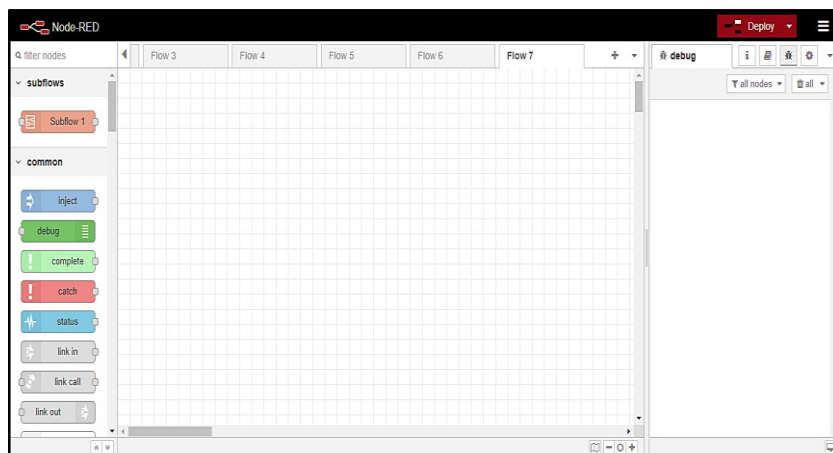 Node-RED
Deploy
filter nodes
Flow 3
Flow 4
Flow 5
Flow 6
Flow 7
debug
i
subflows
all nodes
all
Subflow 1
common
inject
debug
complete
catch
status
link in
link call
link out